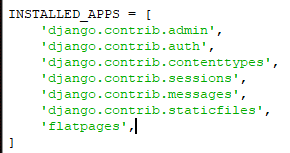 INSTALLED_APPS = [
    'django.contrib.admin',
    'django.contrib.auth',
    'django.contrib.contenttypes',
    'django.contrib.sessions',
    'django.contrib.messages',
    'django.contrib.staticfiles',
    'flatpages',
]